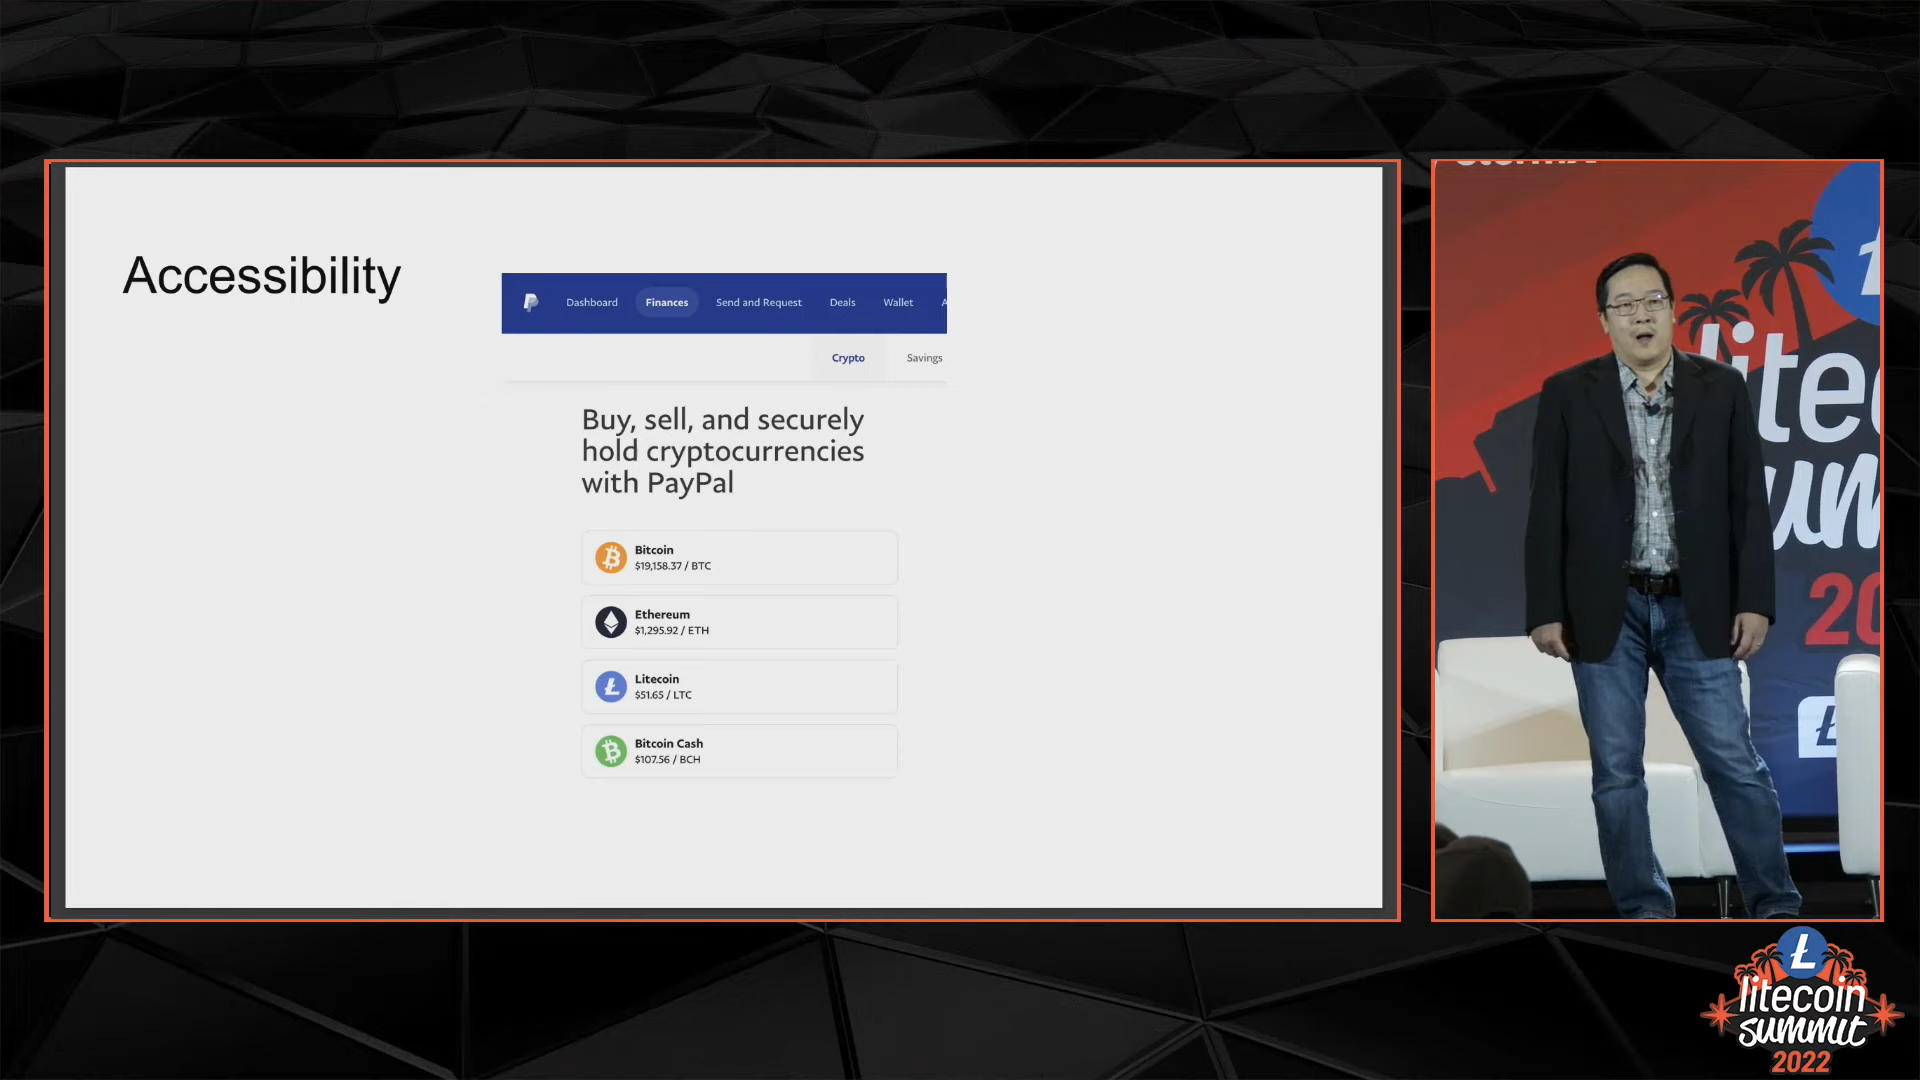 Accessibility
Dashboard
Finances
Send and Request
Deals
Wallet
Crypto
Savings
Buy, sell, and securely
hold cryptocurrencies
with PayPal
Bitcoin
$19,158.37 / BTC
Ethereum
$1,295.92 / ETH
Litecoin
$51.65 / LTC
Bitcoin Cash
$107.56 / BCH
litecoin
summit
2022